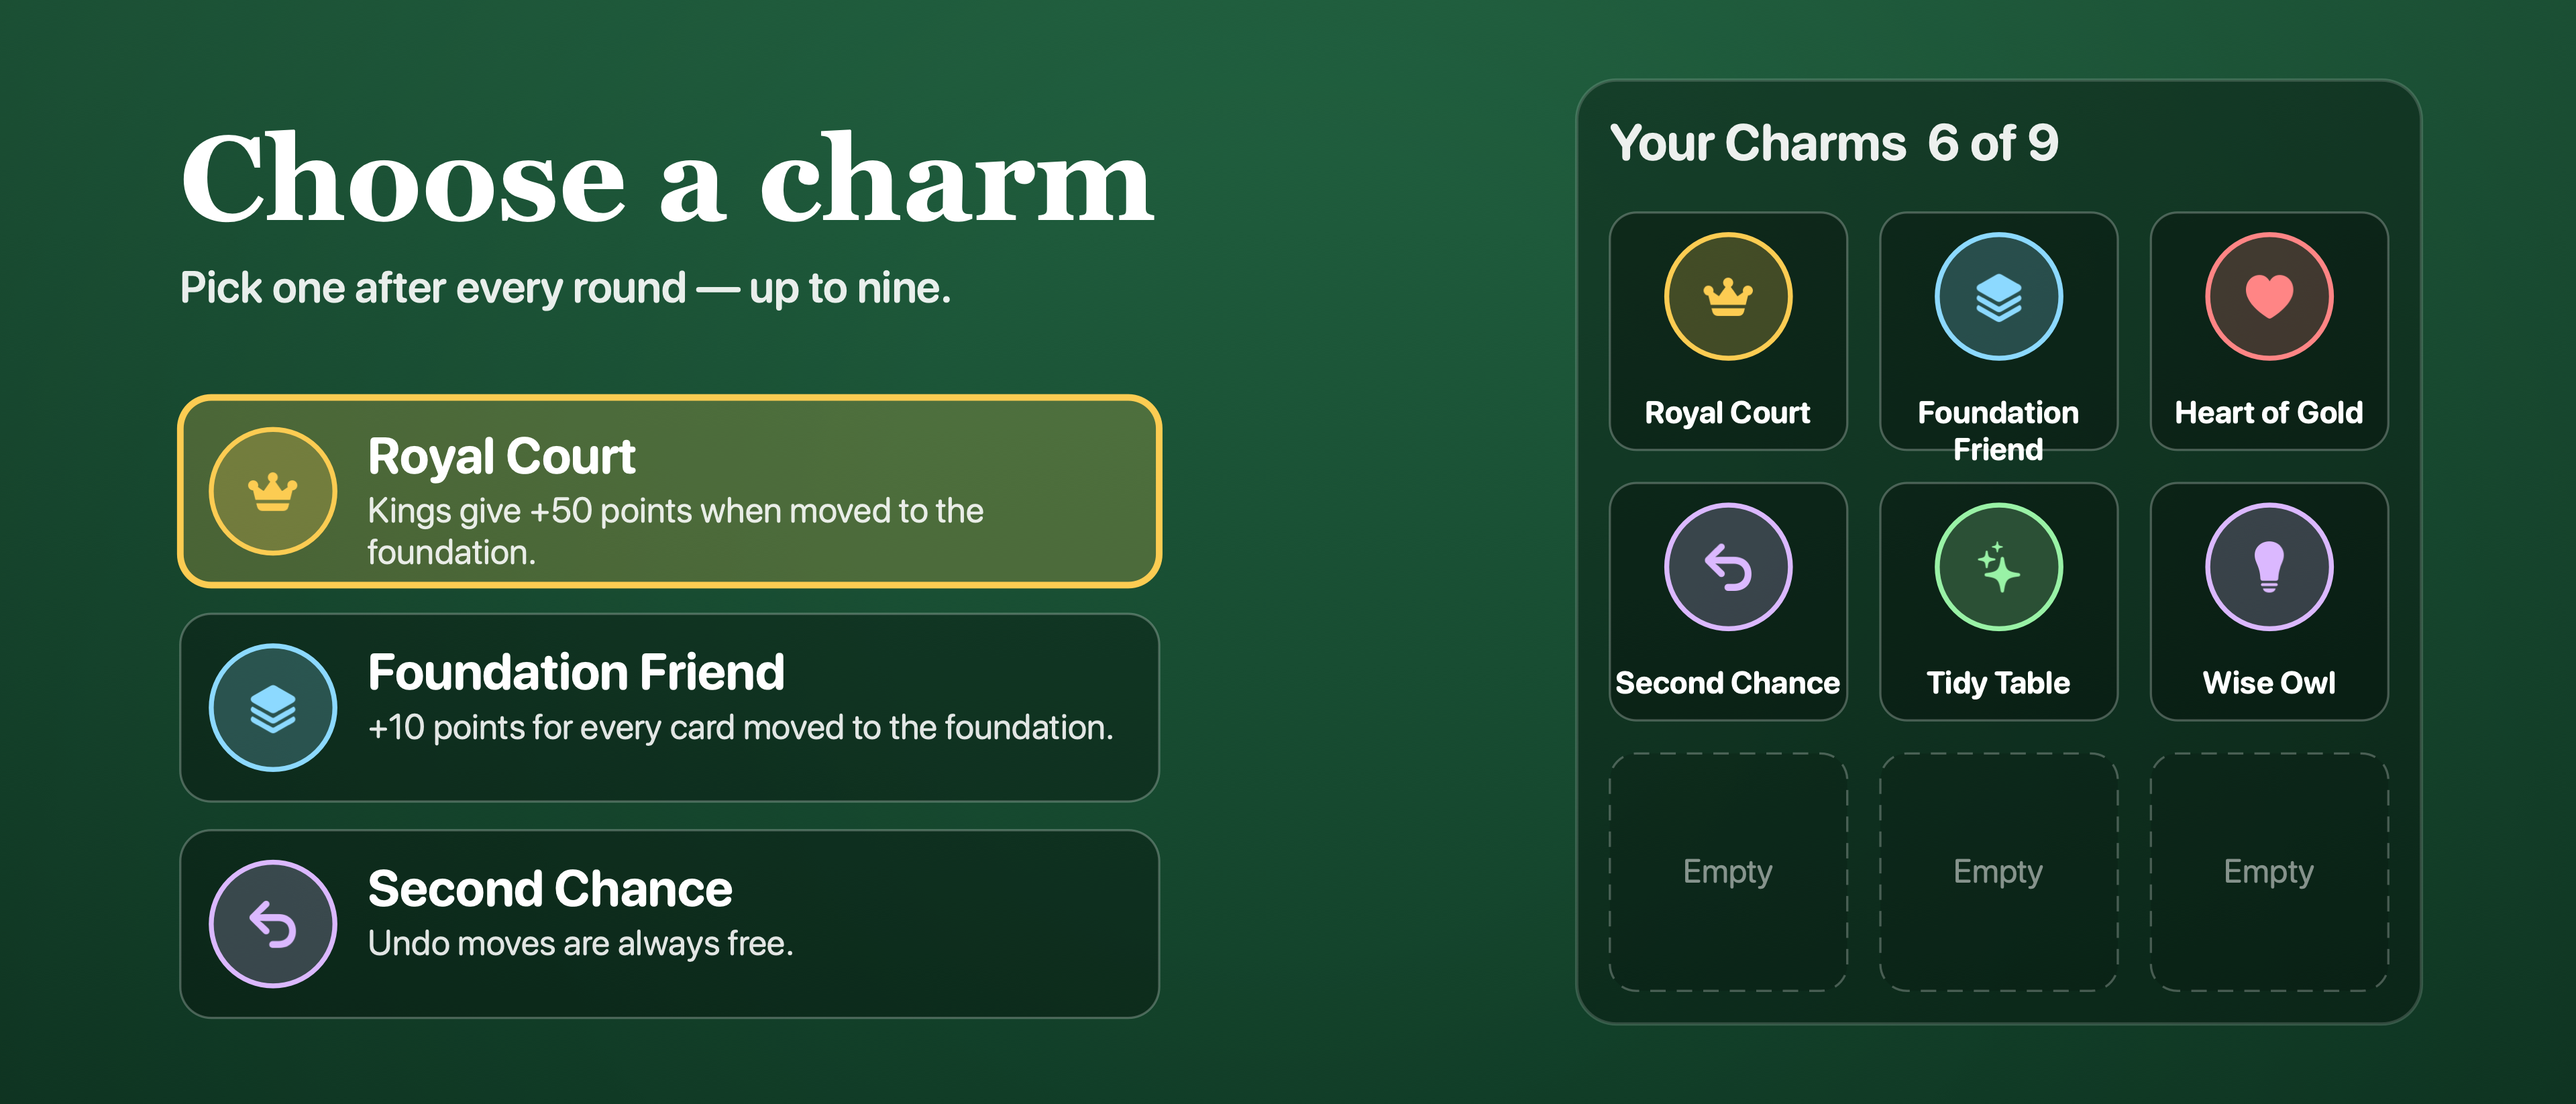 Choose a charm
Pick one after every round — up to nine.
Royal Court
Kings give +50 points when moved to the
foundation.
Foundation Friend
+10 points for every card moved to the foundation.
Second Chance
Undo moves are always free.
Your Charms 6 of 9
Royal Court
Foundation
Friend
Heart of Gold
Second Chance
Tidy Table
Wise Owl
Empty
Empty
Empty